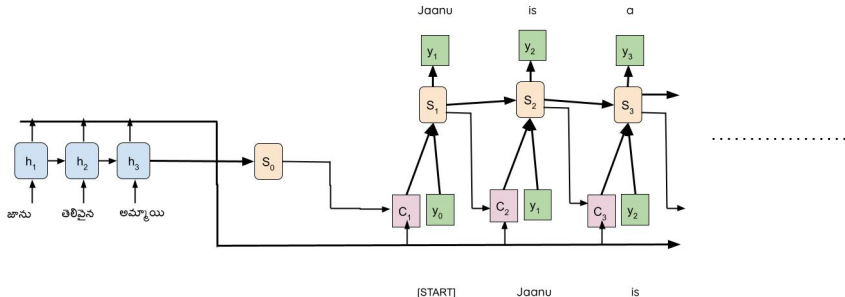 Jaanu is a
y₁ y₂ y₃
S₁ S₂ S₃
h₁ h₂ h₃ S₀
జాను తెలివైన అమ్మాయి
C₁ y₀ C₂ y₁ C₃ y₂
[START] Jaanu is